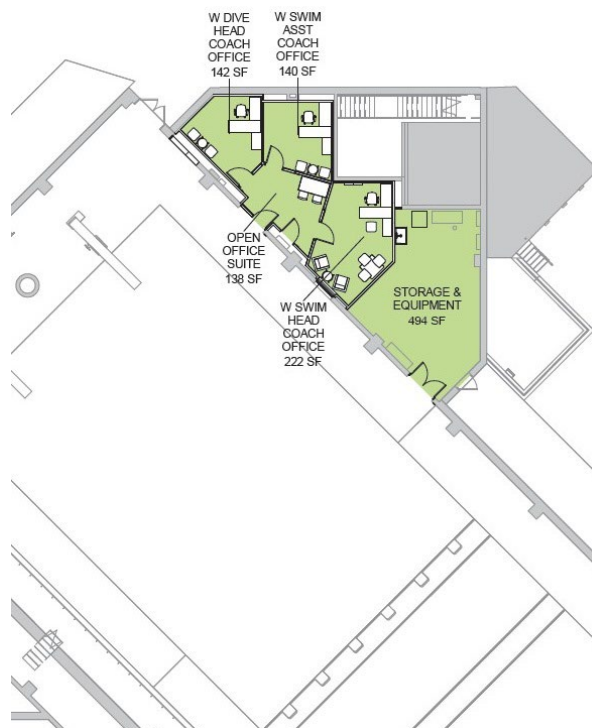 W DIVE
HEAD
COACH
OFFICE
142 SF
W SWIM
ASST
COACH
OFFICE
140 SF
OPEN
OFFICE
SUITE
138 SF
W SWIM
HEAD
COACH
OFFICE
222 SF
STORAGE &
EQUIPMENT
494 SF